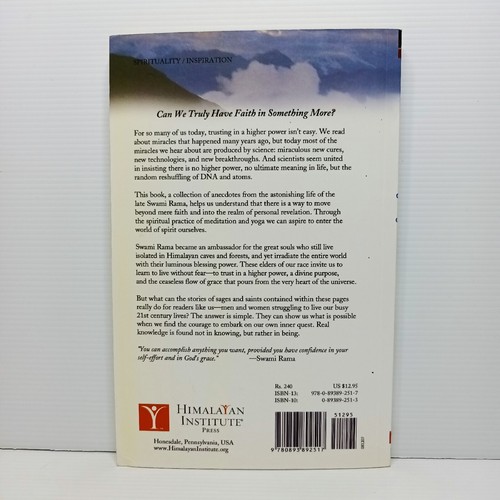 SPIRITUALITY / INSPIRATION
Can We Truly Have Faith in Something More?
For so many of us today, trusting in a higher power isn't easy. We read
about miracles that happened many years ago, but today most of the
miracles we hear about are produced by science: miraculous new cures,
new technologies, and new breakthroughs. And scientists seem united
in insisting there is no higher power, no ultimate meaning in life, but the
random reshuffling of DNA and atoms.
This book, a collection of anecdotes from the astonishing life of the
late Swami Rama, helps us understand that there is a way to move
beyond mere faith and into the realm of personal revelation. Through
the spiritual practice of meditation and yoga we can aspire to enter the
world of spirit ourselves.
Swami Rama became an ambassador for the great souls who still live
isolated in Himalayan caves and forests, and yet irradiate the entire world
with their luminous blessing power. These elders of our race invite us to
learn to live without fear—to trust in a higher power, a divine purpose,
and the ceaseless flow of grace that pours from the very heart of the universe.
But what can the stories of sages and saints contained within these pages
really do for readers like us—men and women struggling to live our busy
21st century lives? The answer is simple. They can show us what is possible
when we find the courage to embark on our own inner quest. Real
knowledge is found not in knowing, but rather in being.
"You can accomplish anything you want, provided you have confidence in your
self-effort and in God's grace." —Swami Rama
Rs. 240 US $12.95
ISBN-13: 978-0-89389-251-7
ISBN-10: 0-89389-251-3
51295
HIMALAYAN
INSTITUTE®
PRESS
Honesdale, Pennsylvania, USA
www.HimalayanInstitute.org
9 780893 892517